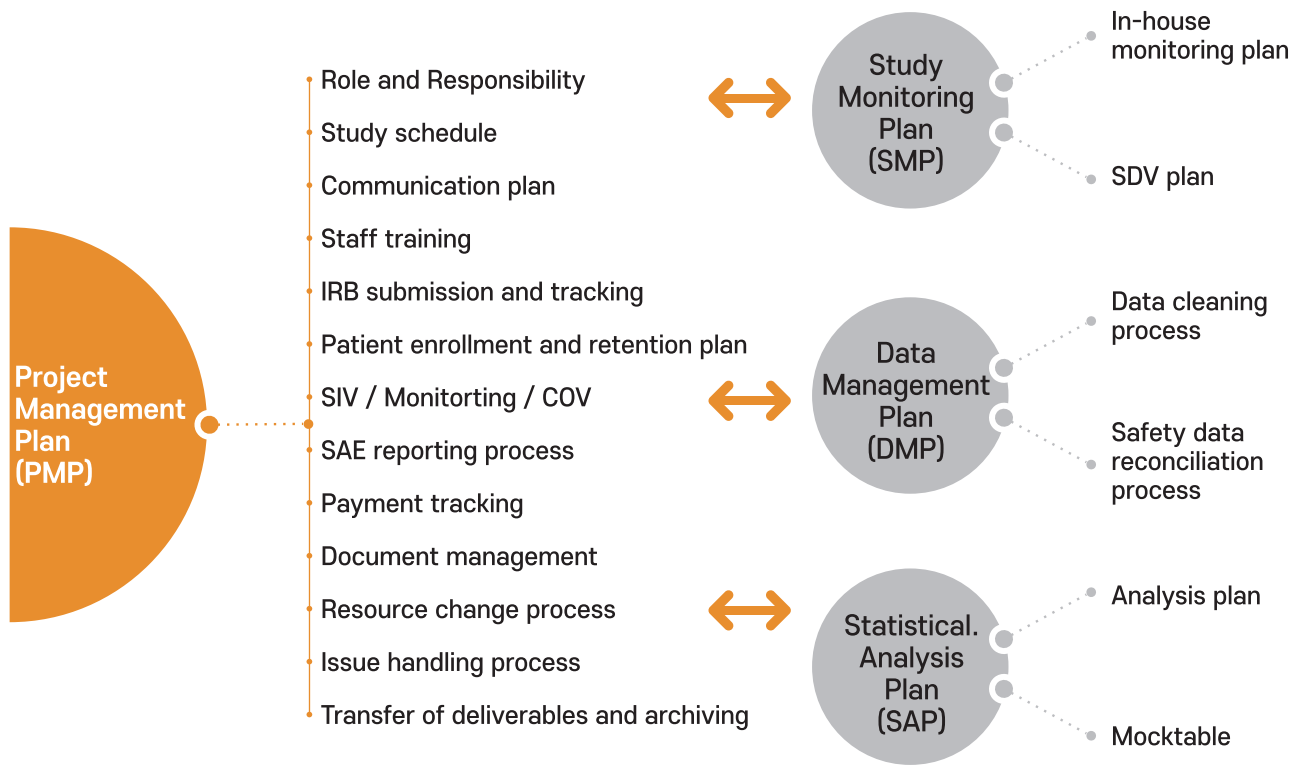 Project
Management
Plan
(PMP)
Role and Responsibility
Study schedule
Communication plan
Staff training
IRB submission and tracking
Patient enrollment and retention plan
SIV / Monitorting / COV
SAE reporting process
Payment tracking
Document management
Resource change process
Issue handling process
Transfer of deliverables and archiving
Study
Monitoring
Plan
(SMP)
In-house
monitoring plan
SDV plan
Data
Management
Plan
(DMP)
Data cleaning
process
Safety data
reconciliation
process
Statistical.
Analysis
Plan
(SAP)
Analysis plan
Mocktable